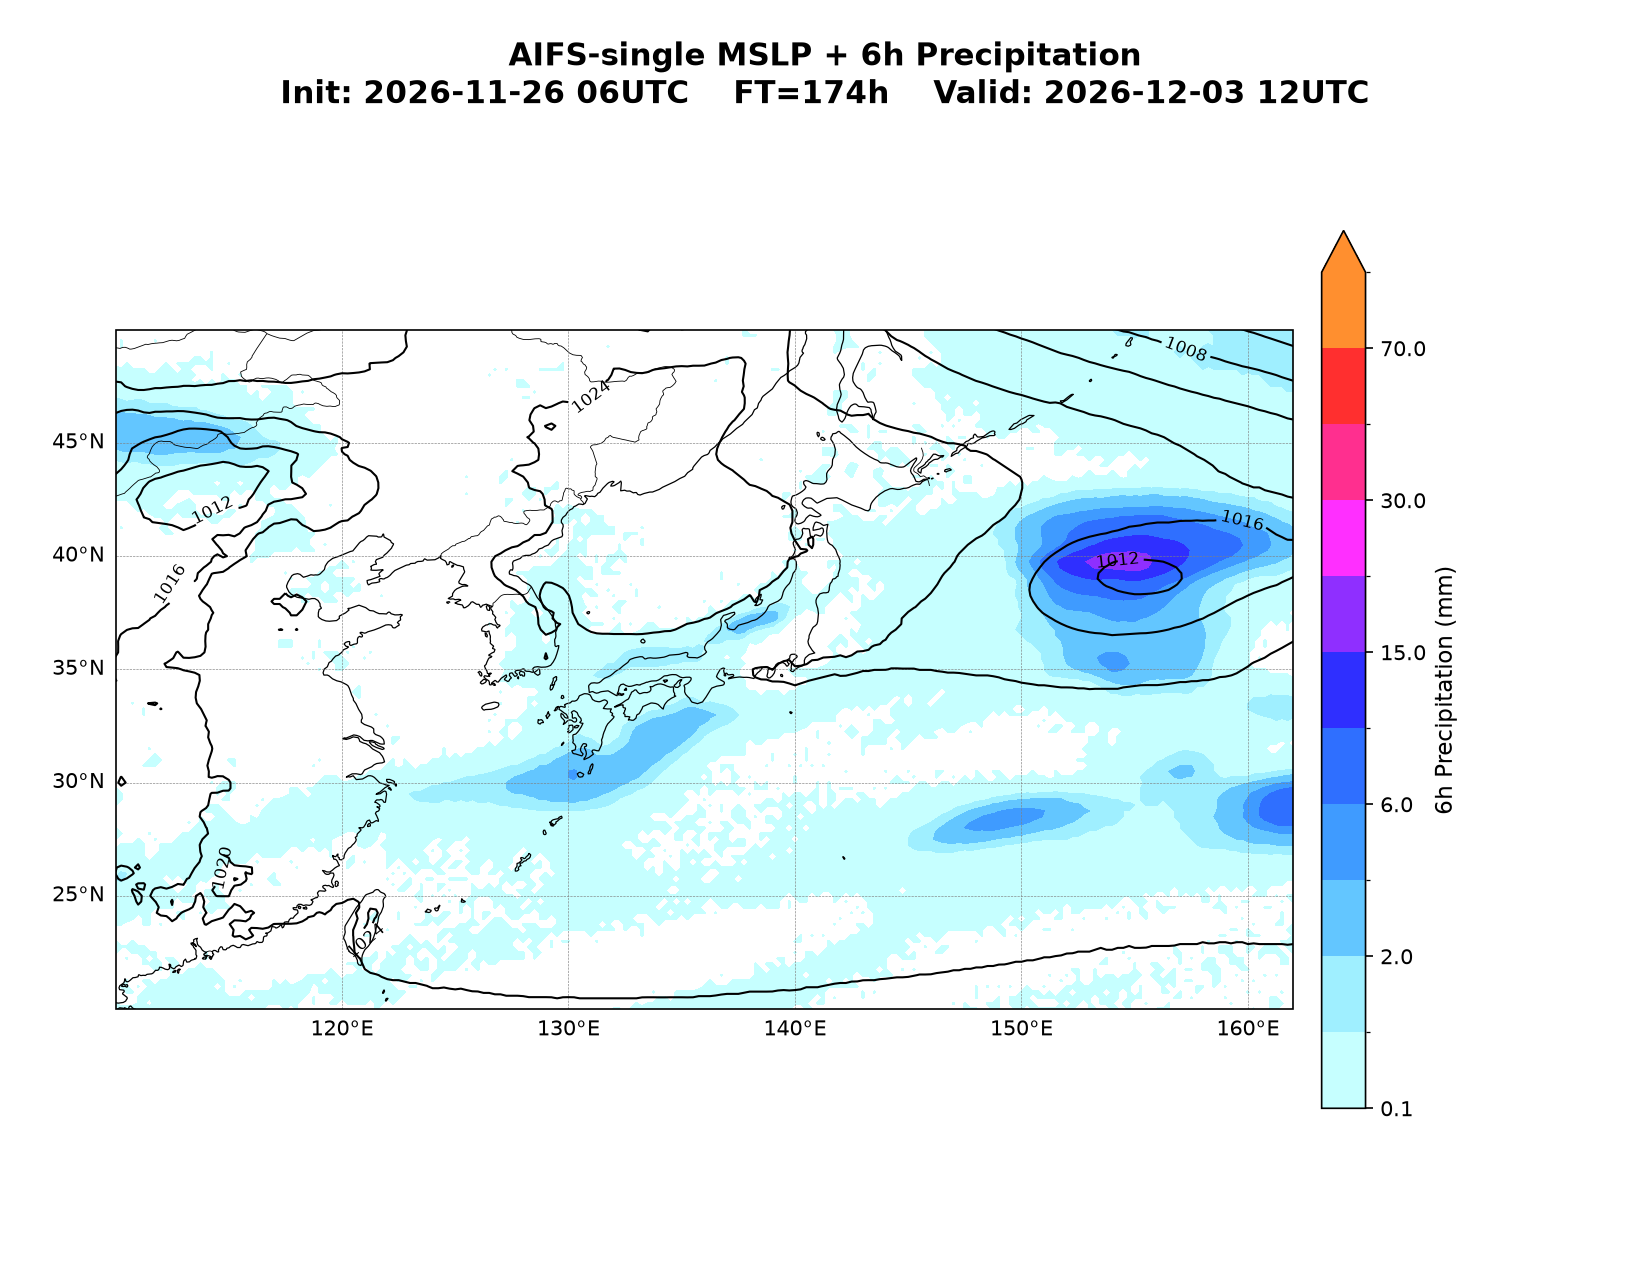 AIFS-single MSLP + 6h Precipitation
Init: 2026-11-26 06UTC    FT=174h    Valid: 2026-12-03 12UTC
1008
1024
1016
1012
1012
1016
1020
1024
45°N
40°N
35°N
30°N
25°N
120°E
130°E
140°E
150°E
160°E
70.0
30.0
15.0
6.0
2.0
0.1
6h Precipitation (mm)